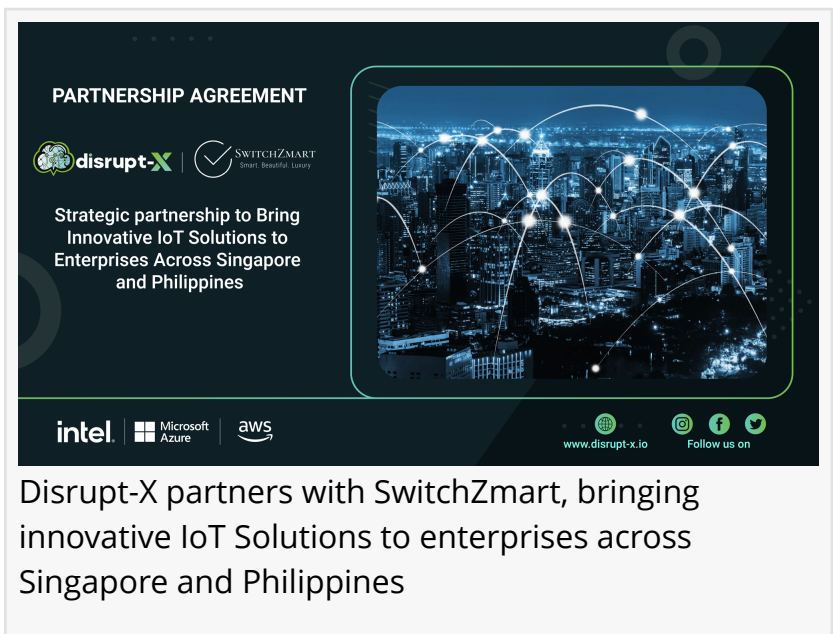 PARTNERSHIP AGREEMENT
disrupt-X
SWITCHZMART
Smart. Beautiful. Luxury
Strategic partnership to Bring
Innovative IoT Solutions to
Enterprises Across Singapore
and Philippines
intel.
Microsoft
Azure
aws
www.disrupt-x.io
Follow us on
Disrupt-X partners with SwitchZmart, bringing
innovative IoT Solutions to enterprises across
Singapore and Philippines